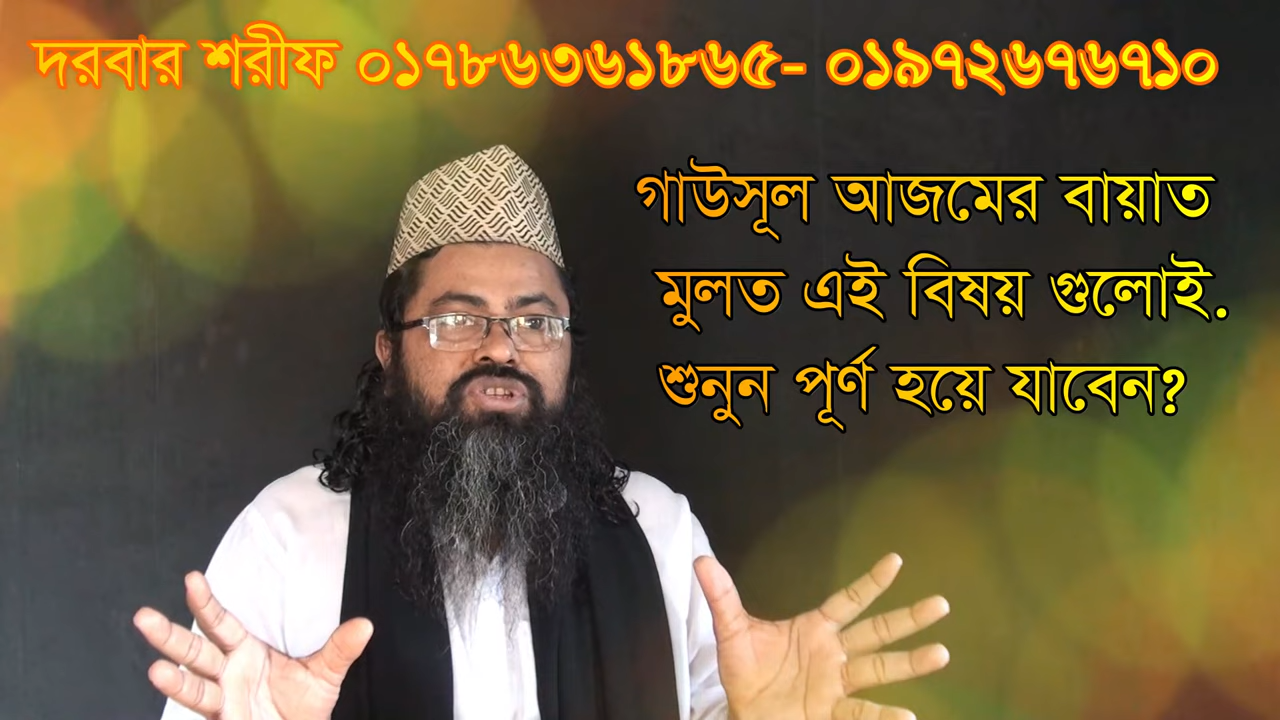 দরবার শরীফ ০১৭৮৬৩৬১৮৬৫- ০১৯৭২৬৭৬৭১০
গাউসূল আজমের বায়াত
মুলত এই বিষয় গুলোই.
শুনুন পূর্ণ হয়ে যাবেন?